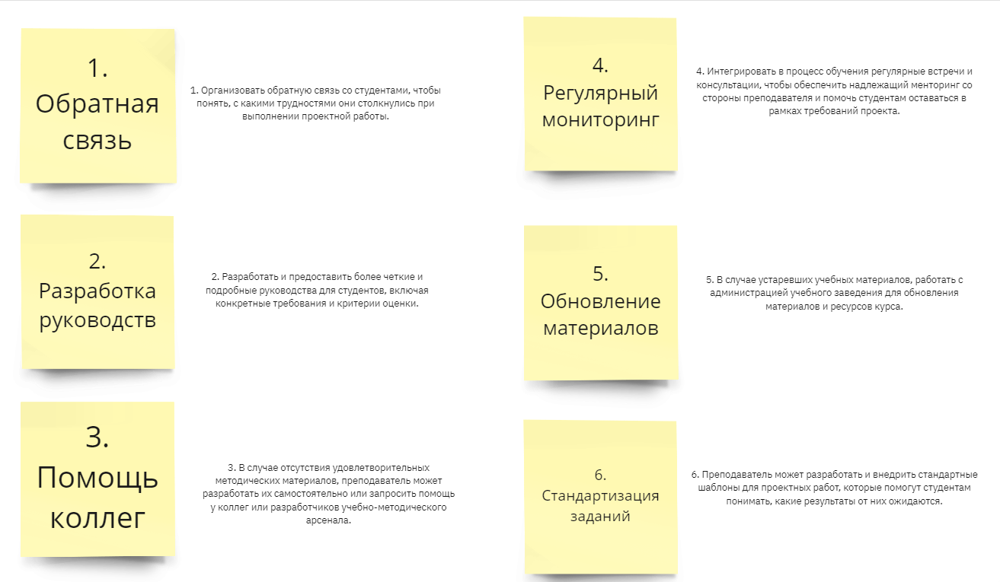 1.
Обратная
связь
1. Организовать обратную связь со студентами, чтобы
понять, с какими трудностями они столкнулись при
выполнении проектной работы.
2.
Разработка
руководств
2. Разработать и предоставить более четкие и
подробные руководства для студентов, включая
конкретные требования и критерии оценки.
3.
Помощь
коллег
3. В случае отсутствия удовлетворительных
методических материалов, преподаватель может
разработать их самостоятельно или запросить помощь
у коллег или разработчиков учебно-методического
арсенала.
4.
Регулярный
мониторинг
4. Интегрировать в процесс обучения регулярные встречи и
консультации, чтобы обеспечить надлежащий менторинг со
стороны преподавателя и помочь студентам оставаться в
рамках требований проекта.
5.
Обновление
материалов
5. В случае устаревших учебных материалов, работать с
администрацией учебного заведения для обновления
материалов и ресурсов курса.
6.
Стандартизация
заданий
6. Преподаватель может разработать и внедрить стандартные
шаблоны для проектных работ, которые помогут студентам
понимать, какие результаты от них ожидаются.